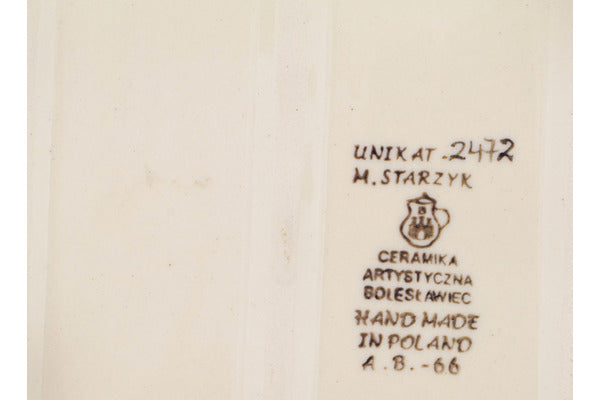 UNIKAT-2472
M. STARZYK
B
CERAMIKA
ARTYSTYCZNA
BOLESŁAWIEC
HAND MADE
IN POLAND
A.B.-66